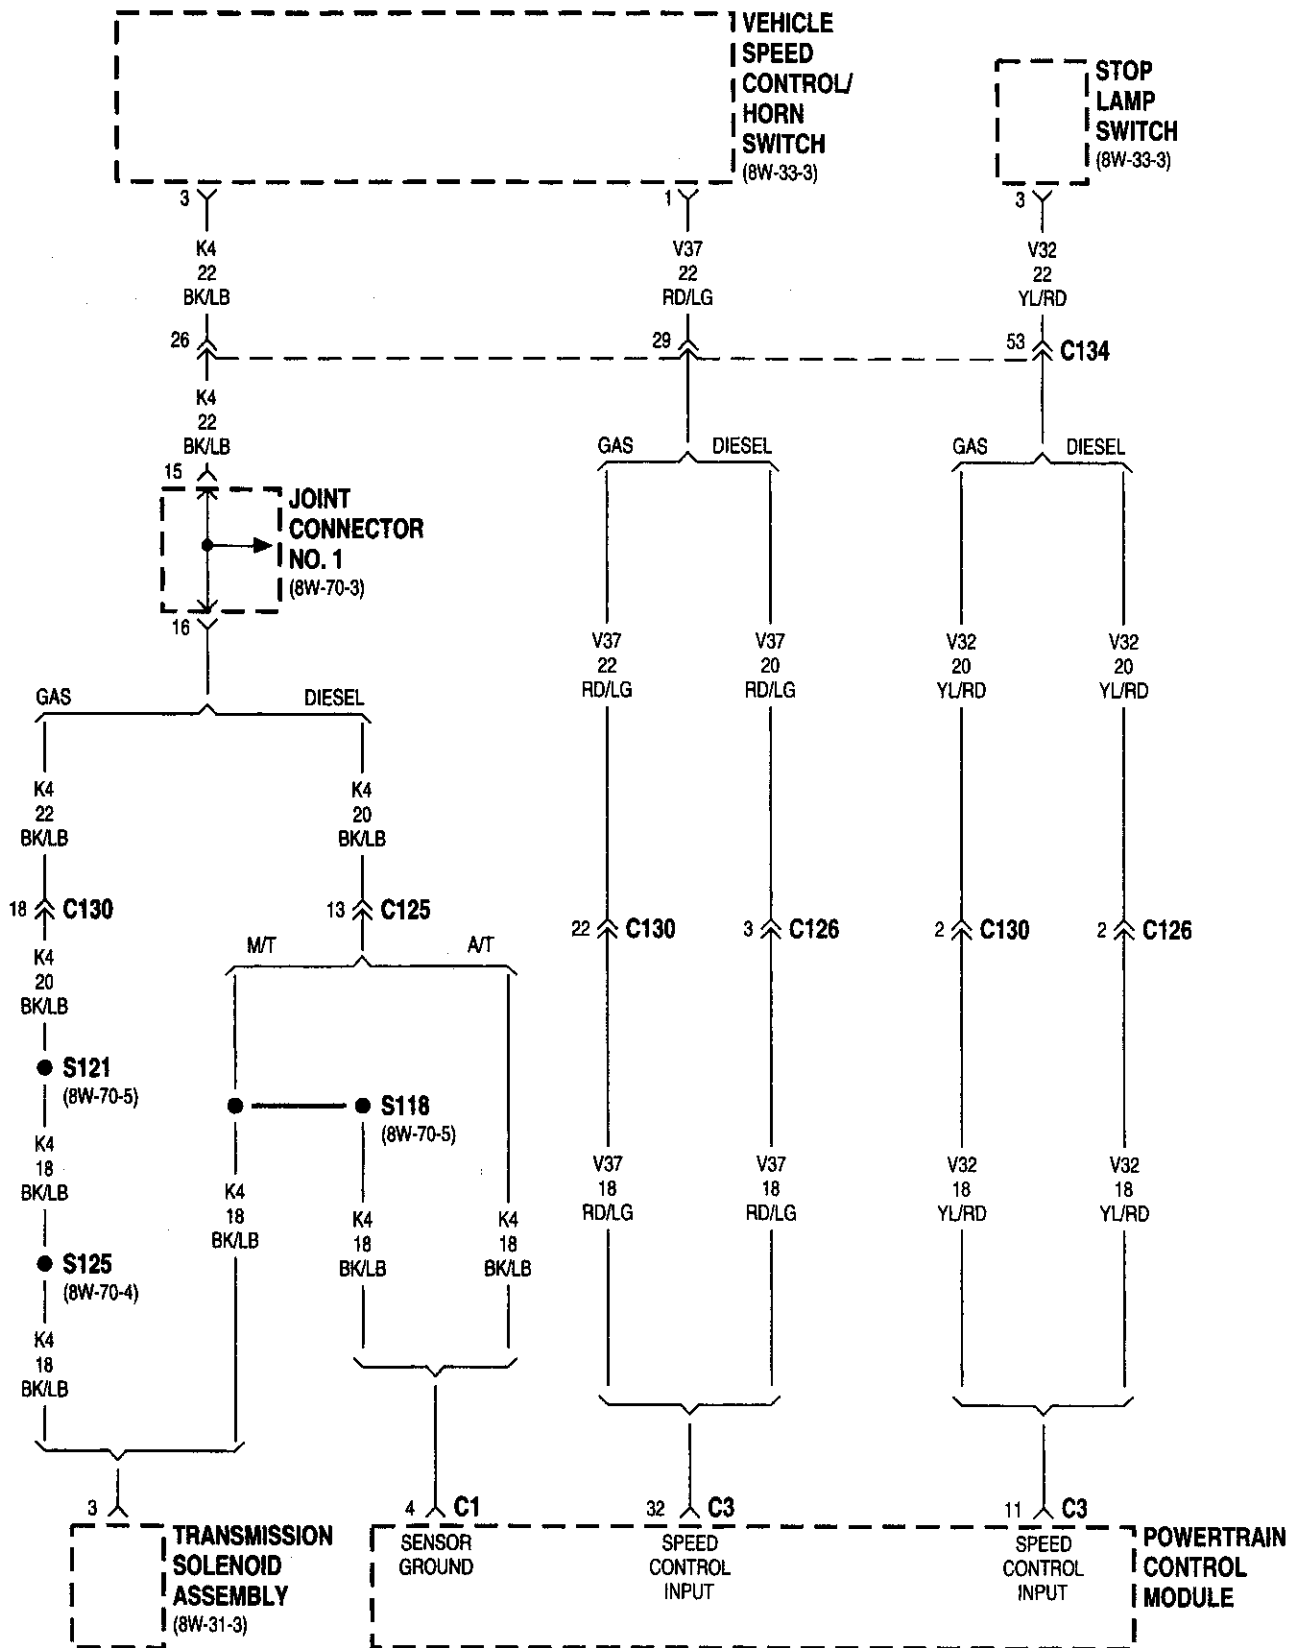 VEHICLE
SPEED
CONTROL/
HORN
SWITCH
(8W-33-3)
STOP
LAMP
SWITCH
(8W-33-3)
3
1
3
K4
22
BK/LB
V37
22
RD/LG
V32
22
YL/RD
26
29
53
C134
K4
22
BK/LB
15
JOINT
CONNECTOR
NO. 1
(8W-70-3)
16
GAS
DIESEL
GAS
DIESEL
V37
22
RD/LG
V37
20
RD/LG
V32
20
YL/RD
V32
20
YL/RD
GAS
DIESEL
K4
22
BK/LB
K4
20
BK/LB
18
C130
13
C125
22
C130
3
C126
2
C130
2
C126
M/T
A/T
K4
20
BK/LB
S121
(8W-70-5)
S118
(8W-70-5)
K4
18
BK/LB
K4
18
BK/LB
K4
18
BK/LB
K4
18
BK/LB
V37
18
RD/LG
V37
18
RD/LG
V32
18
YL/RD
V32
18
YL/RD
S125
(8W-70-4)
K4
18
BK/LB
3
4
C1
32
C3
11
C3
TRANSMISSION
SOLENOID
ASSEMBLY
(8W-31-3)
SENSOR
GROUND
SPEED
CONTROL
INPUT
SPEED
CONTROL
INPUT
POWERTRAIN
CONTROL
MODULE